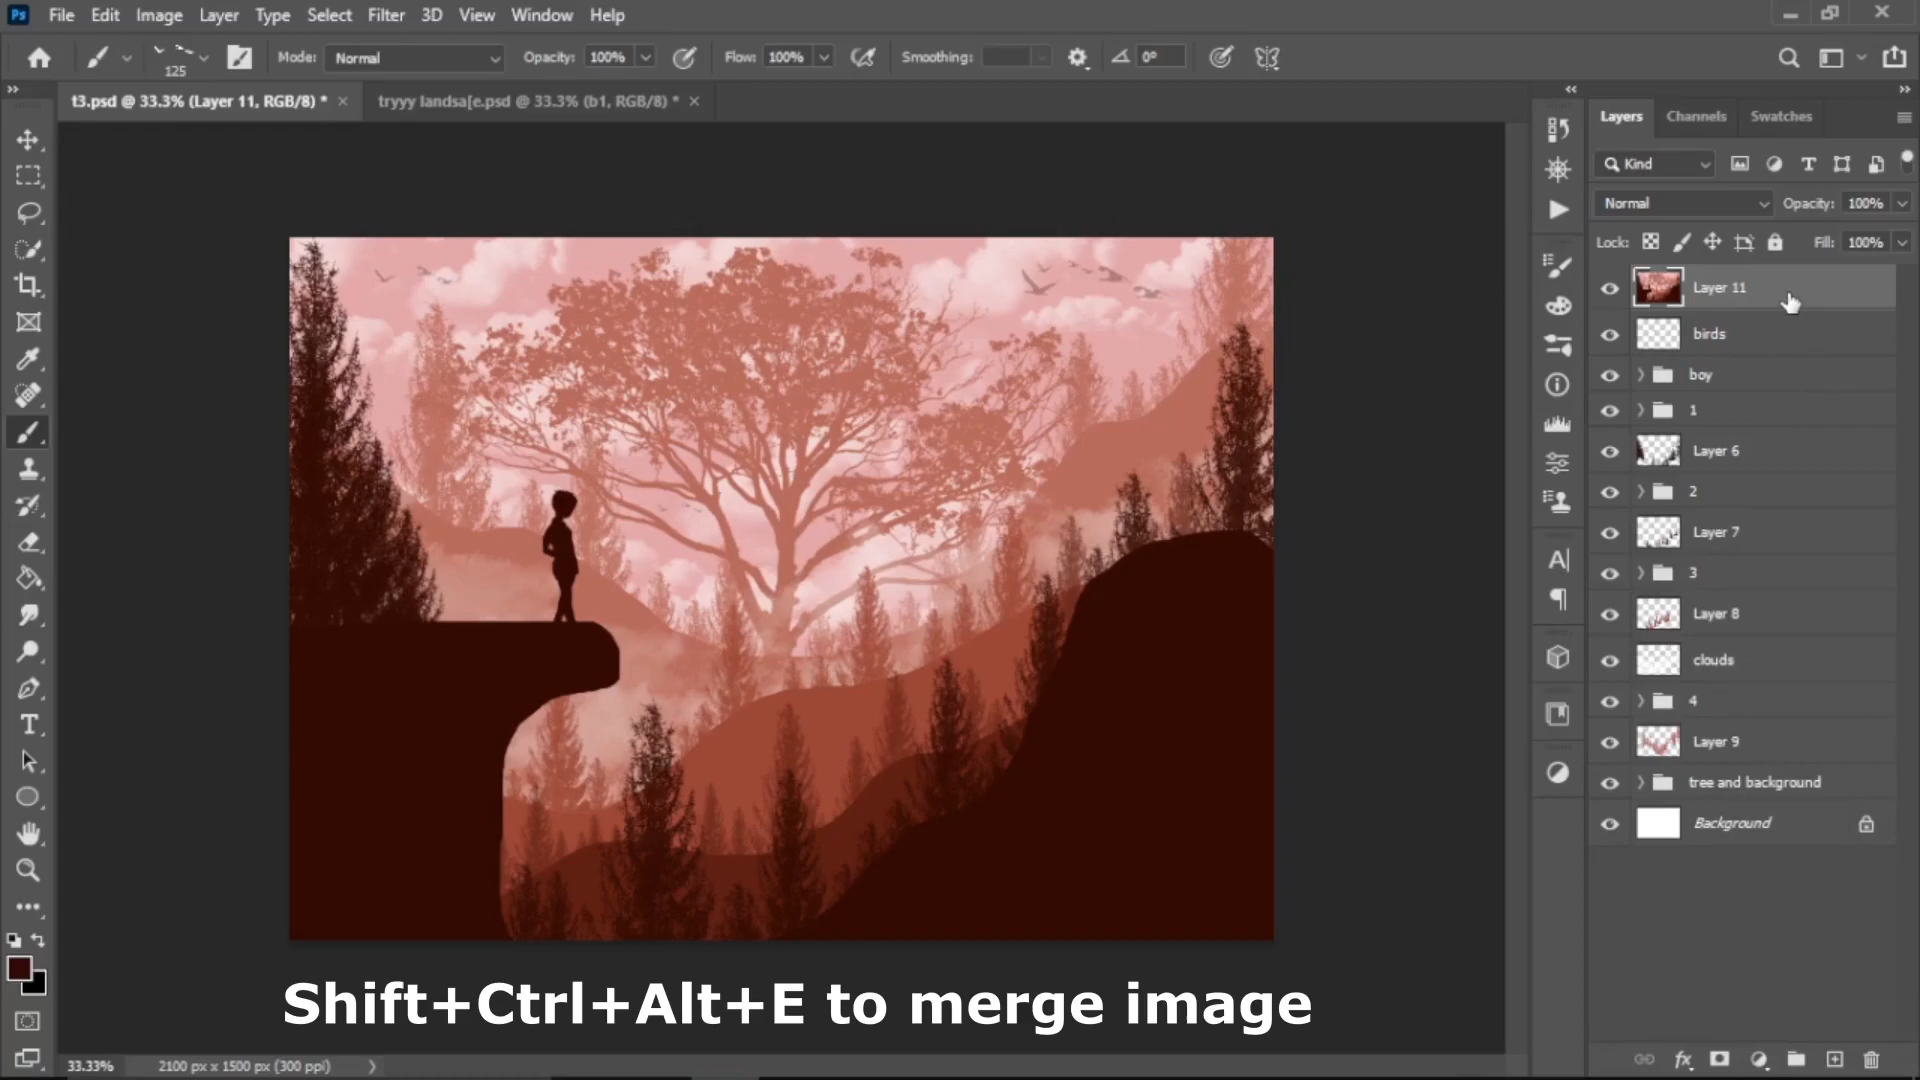 Ps File Edit Image Layer Type Select Filter 3D View Window Help
125 Mode: Normal Opacity: 100% Flow: 100% Smoothing: 0°
t3.psd @ 33.3% (Layer 11, RGB/8) * tryyy landsa[e.psd @ 33.3% (b1, RGB/8) *
Layers Channels Swatches
Kind
Normal Opacity: 100%
Lock: Fill: 100%
Layer 11
birds
boy
1
Layer 6
2
Layer 7
3
Layer 8
clouds
4
Layer 9
tree and background
Background
Shift+Ctrl+Alt+E to merge image
33.33% 2100 px x 1500 px (300 ppi)